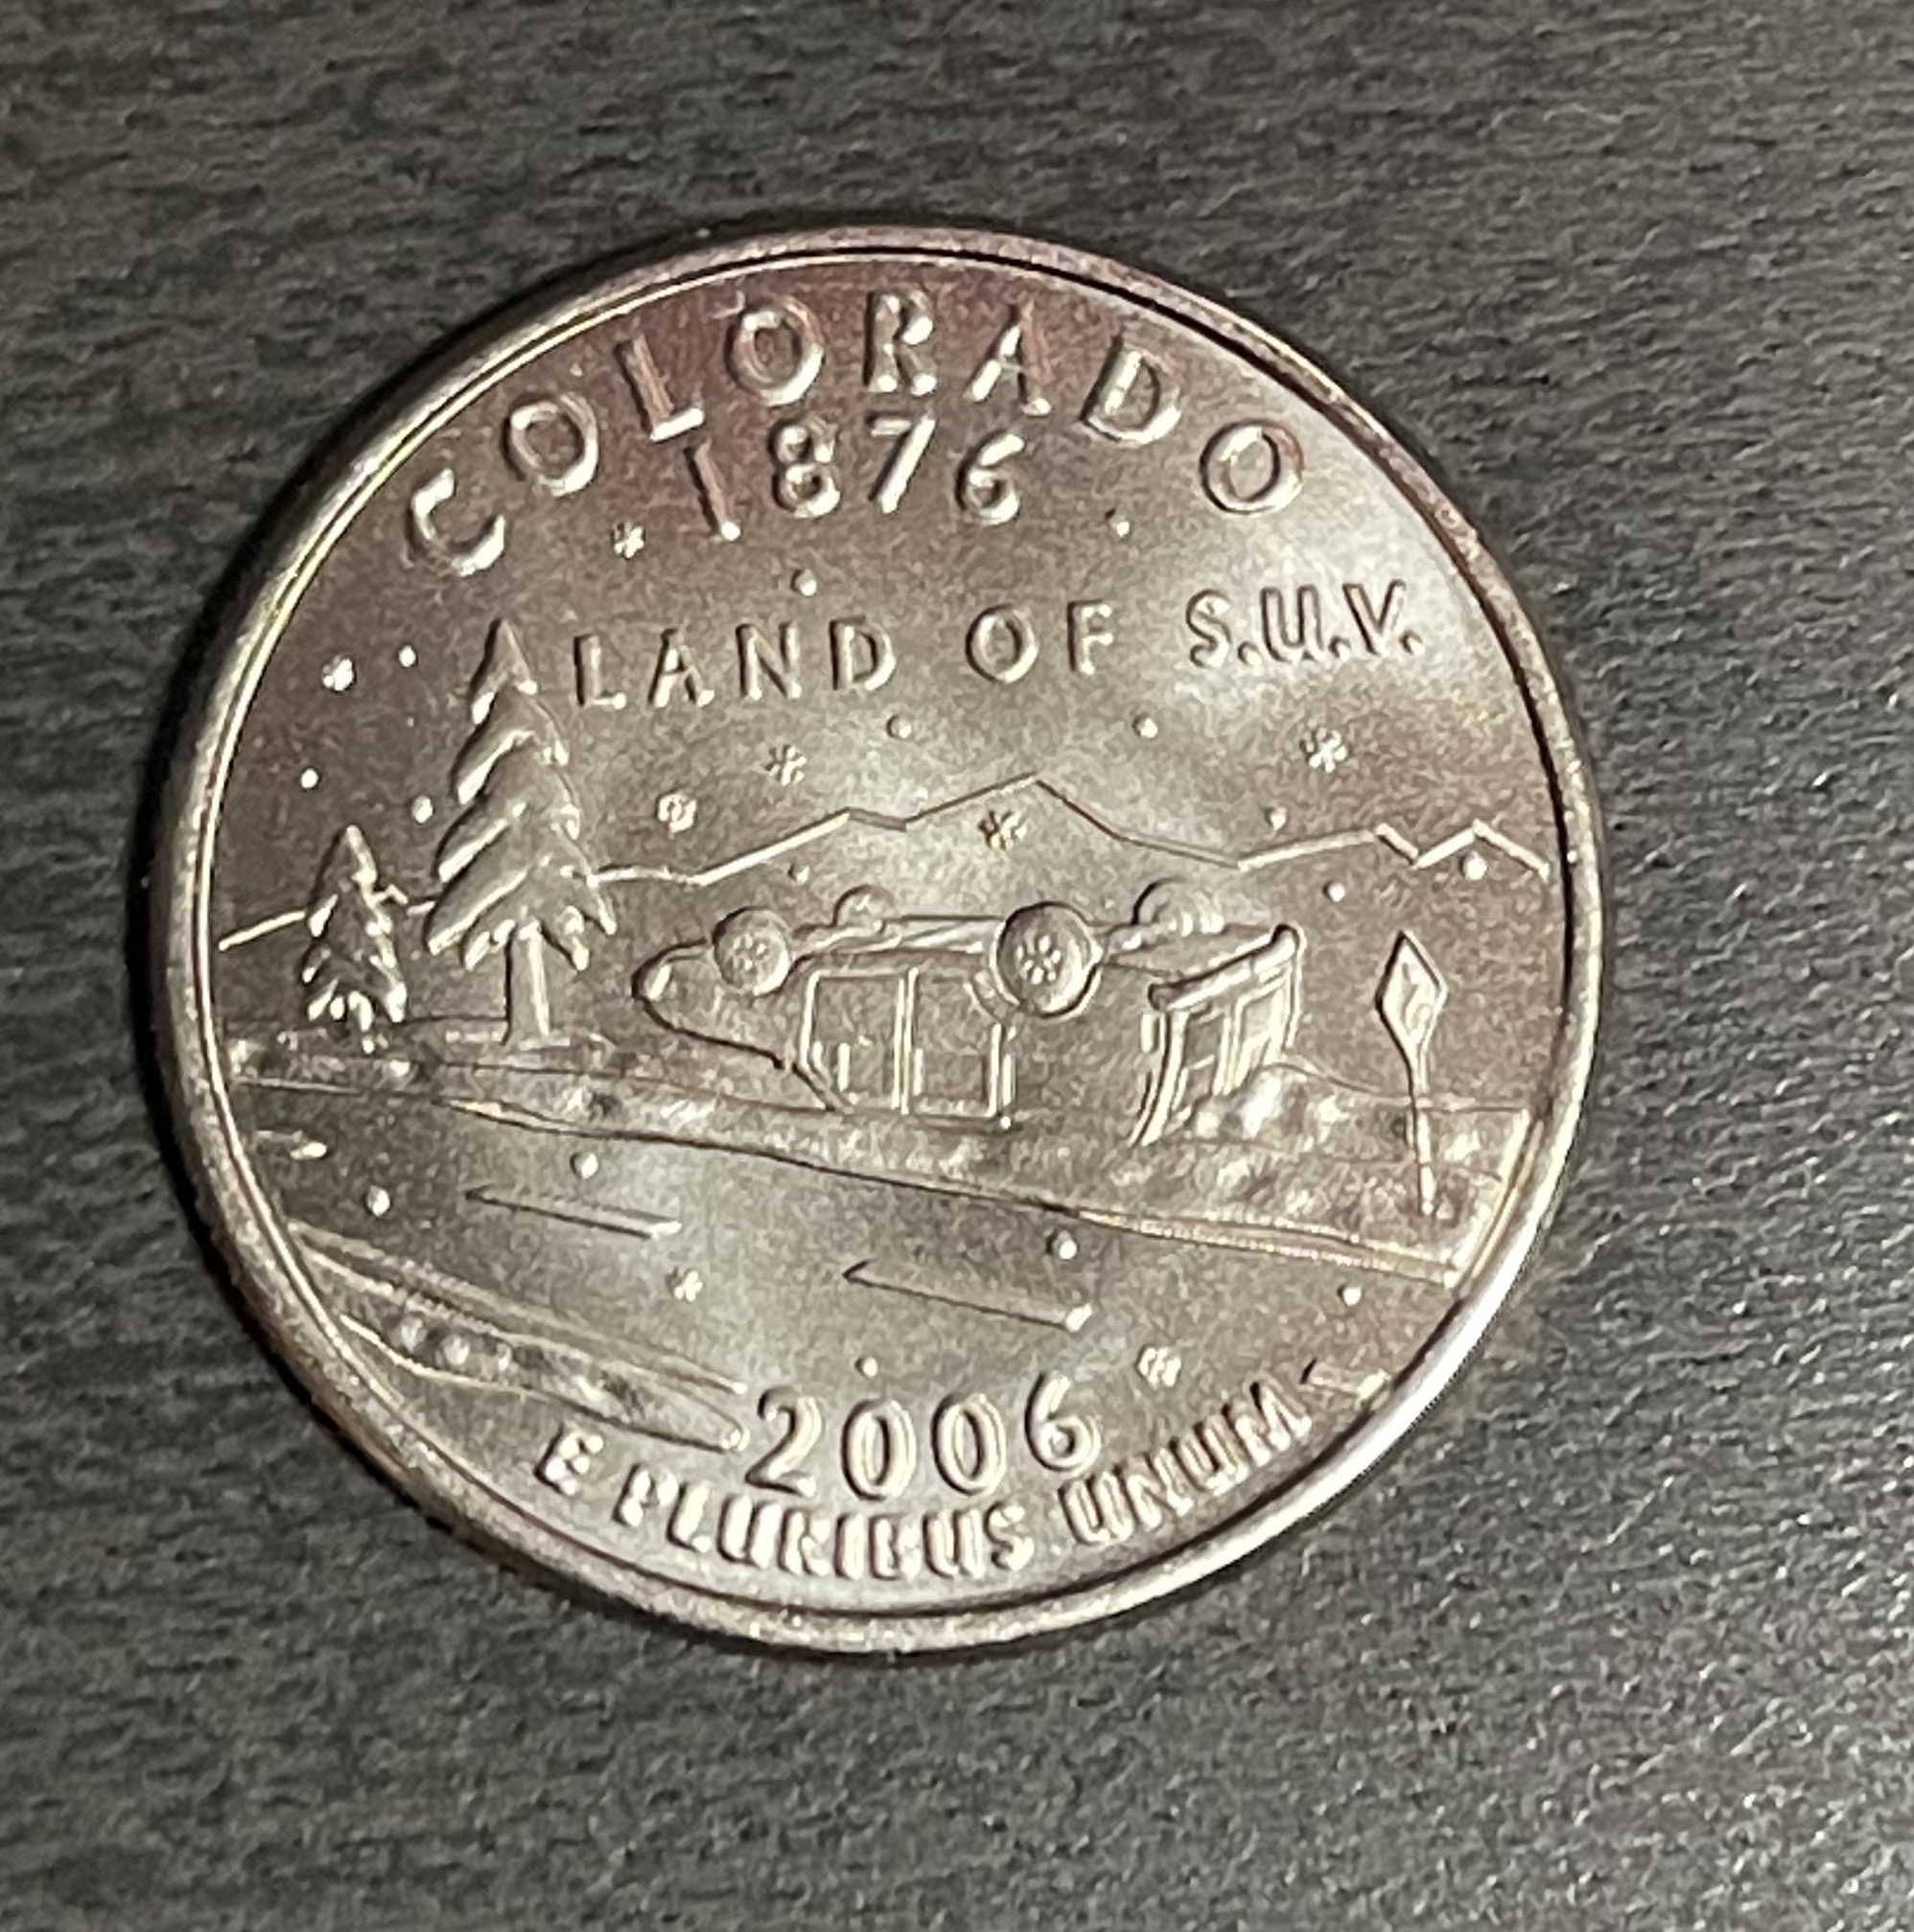 COLORADO
1876
LAND OF S.U.V.
2006
E PLURIBUS UNUM